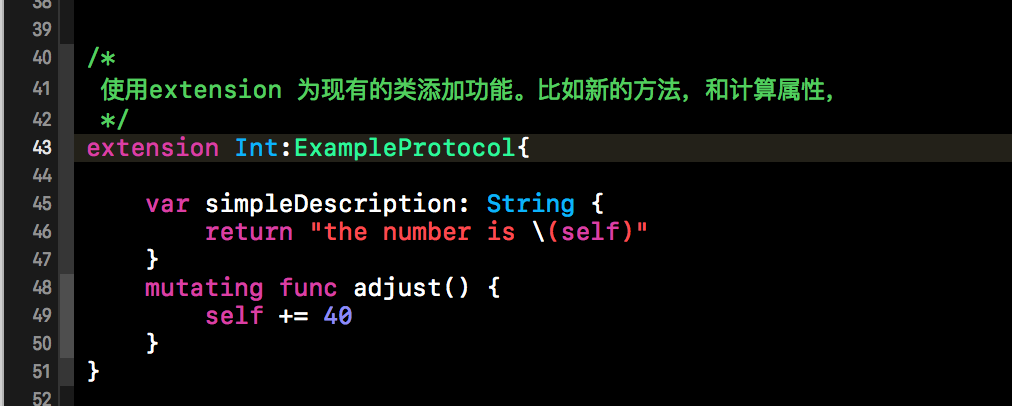 38
39
40 /*
41 使用extension 为现有的类添加功能。比如新的方法，和计算属性，
42 */
43 extension Int:ExampleProtocol{
44
45 var simpleDescription: String {
46 return "the number is \(self)"
47 }
48 mutating func adjust() {
49 self += 40
50 }
51 }
52